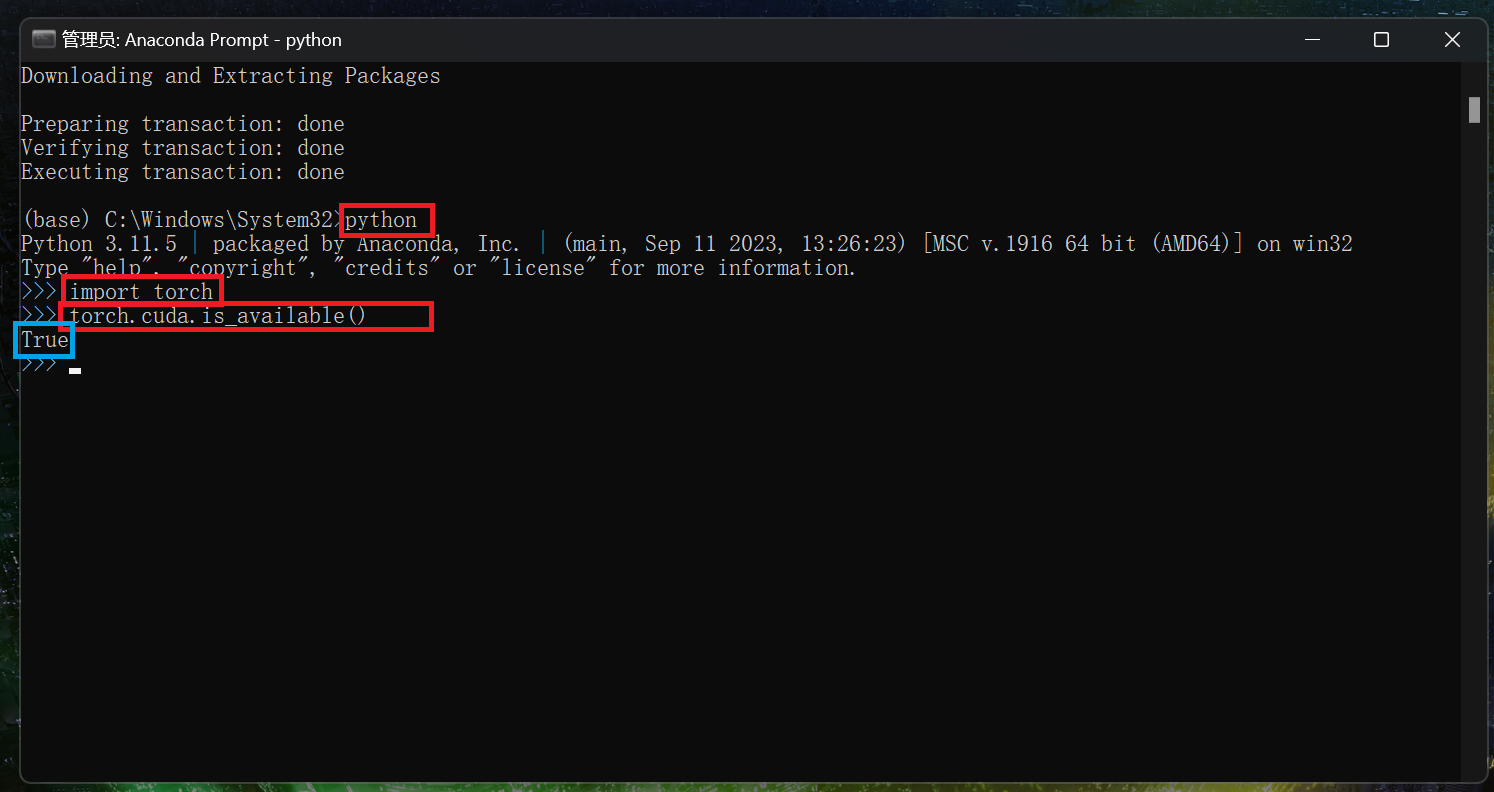 管理员: Anaconda Prompt - python
Downloading and Extracting Packages
Preparing transaction: done
Verifying transaction: done
Executing transaction: done
(base) C:\Windows\System32>python
Python 3.11.5 | packaged by Anaconda, Inc. | (main, Sep 11 2023, 13:26:23) [MSC v.1916 64 bit (AMD64)] on win32
Type "help", "copyright", "credits" or "license" for more information.
>>> import torch
>>> torch.cuda.is_available()
True
>>>